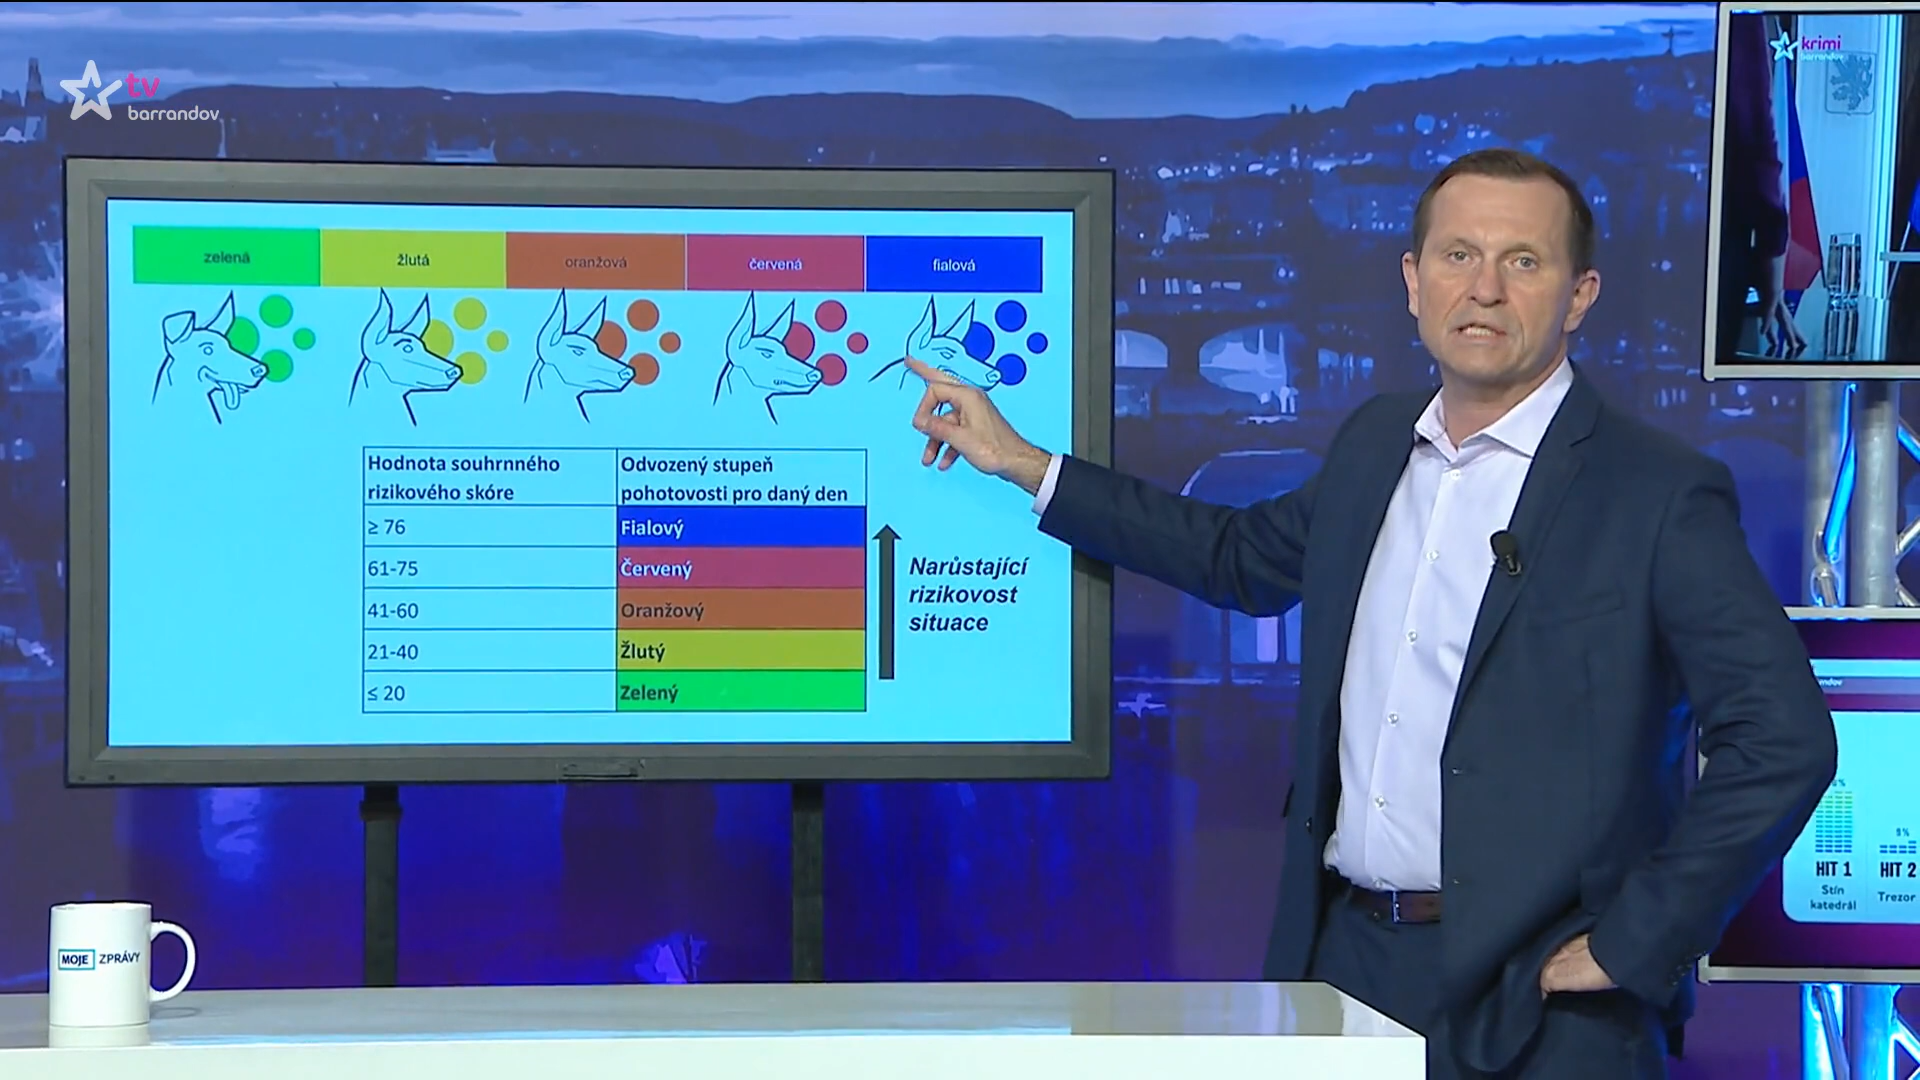 tv
barrandov
krimi
barrandov
zelená
žlutá
oranžová
červená
fialová
Hodnota souhrnného
rizikového skóre
Odvozený stupeň
pohotovosti pro daný den
≥ 76
Fialový
61-75
Červený
41-60
Oranžový
21-40
Žlutý
≤ 20
Zelený
Narůstající
rizikovost
situace
5%
HIT 1
HIT 2
Stín
katedrál
Trezor
MOJE ZPRÁVY